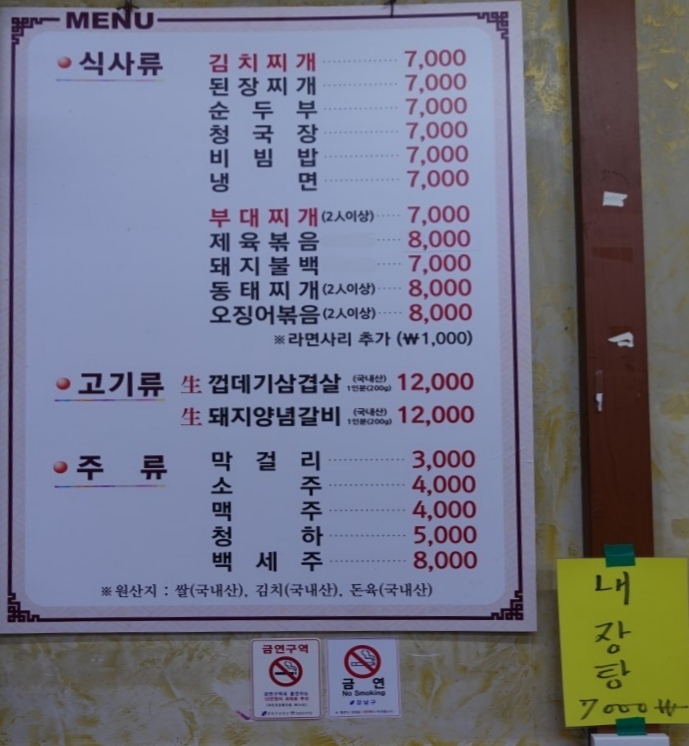 MENU
식사류
김치찌개 7,000
된장찌개 7,000
순두부 7,000
청국장 7,000
비빔밥 7,000
냉면 7,000
부대찌개(2人이상) 7,000
제육볶음 8,000
돼지불백 7,000
동태찌개(2人이상) 8,000
오징어볶음(2人이상) 8,000
※라면사리 추가 (₩1,000)
고기류
生 껍데기삼겹살 (국내산) 1인분(200g) 12,000
生 돼지양념갈비 (국내산) 1인분(200g) 12,000
주류
막걸리 3,000
소주 4,000
맥주 4,000
청하 5,000
백세주 8,000
※원산지 : 쌀(국내산), 김치(국내산), 돈육(국내산)
금연구역
금연
No Smoking
강남구
내장탕
7000₩